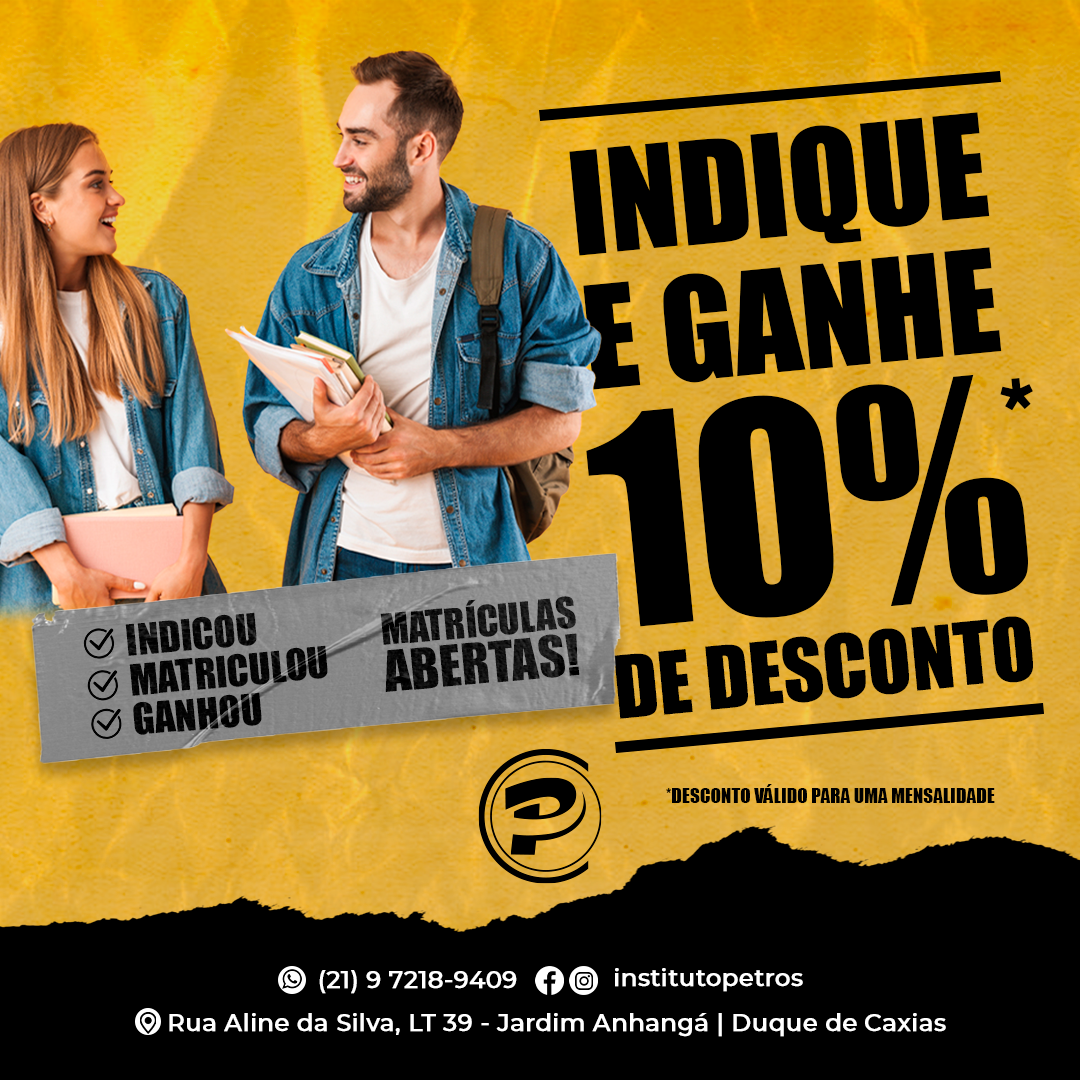 INDIQUE
E GANHE
10%*
DE DESCONTO
INDICOU
MATRICULOU
GANHOU
MATRÍCULAS
ABERTAS!
*DESCONTO VÁLIDO PARA UMA MENSALIDADE
(21) 9 7218-9409 institutopetros
Rua Aline da Silva, LT 39 - Jardim Anhangá | Duque de Caxias